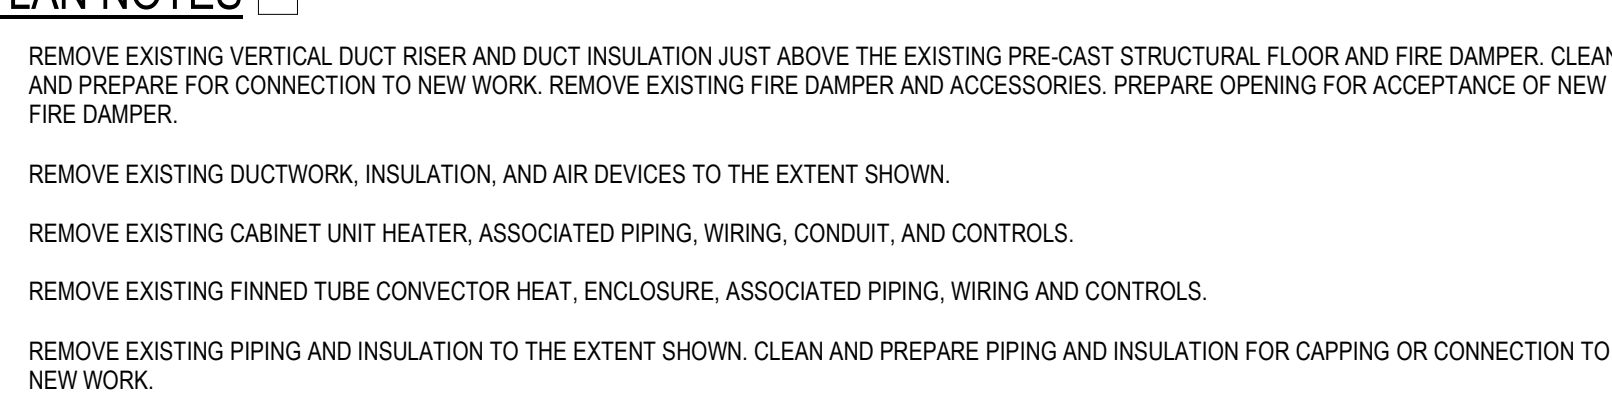 PLAN NOTES
REMOVE EXISTING VERTICAL DUCT RISER AND DUCT INSULATION JUST ABOVE THE EXISTING PRE-CAST STRUCTURAL FLOOR AND FIRE DAMPER. CLEAN
AND PREPARE FOR CONNECTION TO NEW WORK. REMOVE EXISTING FIRE DAMPER AND ACCESSORIES. PREPARE OPENING FOR ACCEPTANCE OF NEW
FIRE DAMPER.
REMOVE EXISTING DUCTWORK, INSULATION, AND AIR DEVICES TO THE EXTENT SHOWN.
REMOVE EXISTING CABINET UNIT HEATER, ASSOCIATED PIPING, WIRING, CONDUIT, AND CONTROLS.
REMOVE EXISTING FINNED TUBE CONVECTOR HEAT, ENCLOSURE, ASSOCIATED PIPING, WIRING AND CONTROLS.
REMOVE EXISTING PIPING AND INSULATION TO THE EXTENT SHOWN. CLEAN AND PREPARE PIPING AND INSULATION FOR CAPPING OR CONNECTION TO
NEW WORK.